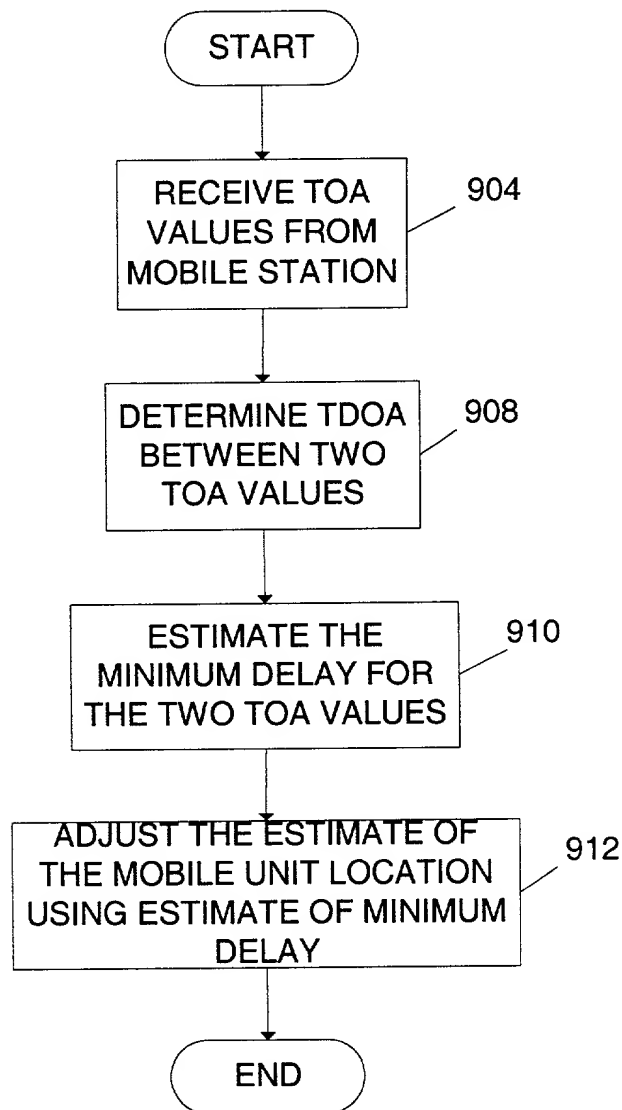 START
RECEIVE TOA
VALUES FROM
MOBILE STATION
904
DETERMINE TDOA
BETWEEN TWO
TOA VALUES
908
ESTIMATE THE
MINIMUM DELAY FOR
THE TWO TOA VALUES
910
ADJUST THE ESTIMATE OF
THE MOBILE UNIT LOCATION
USING ESTIMATE OF MINIMUM
DELAY
912
END